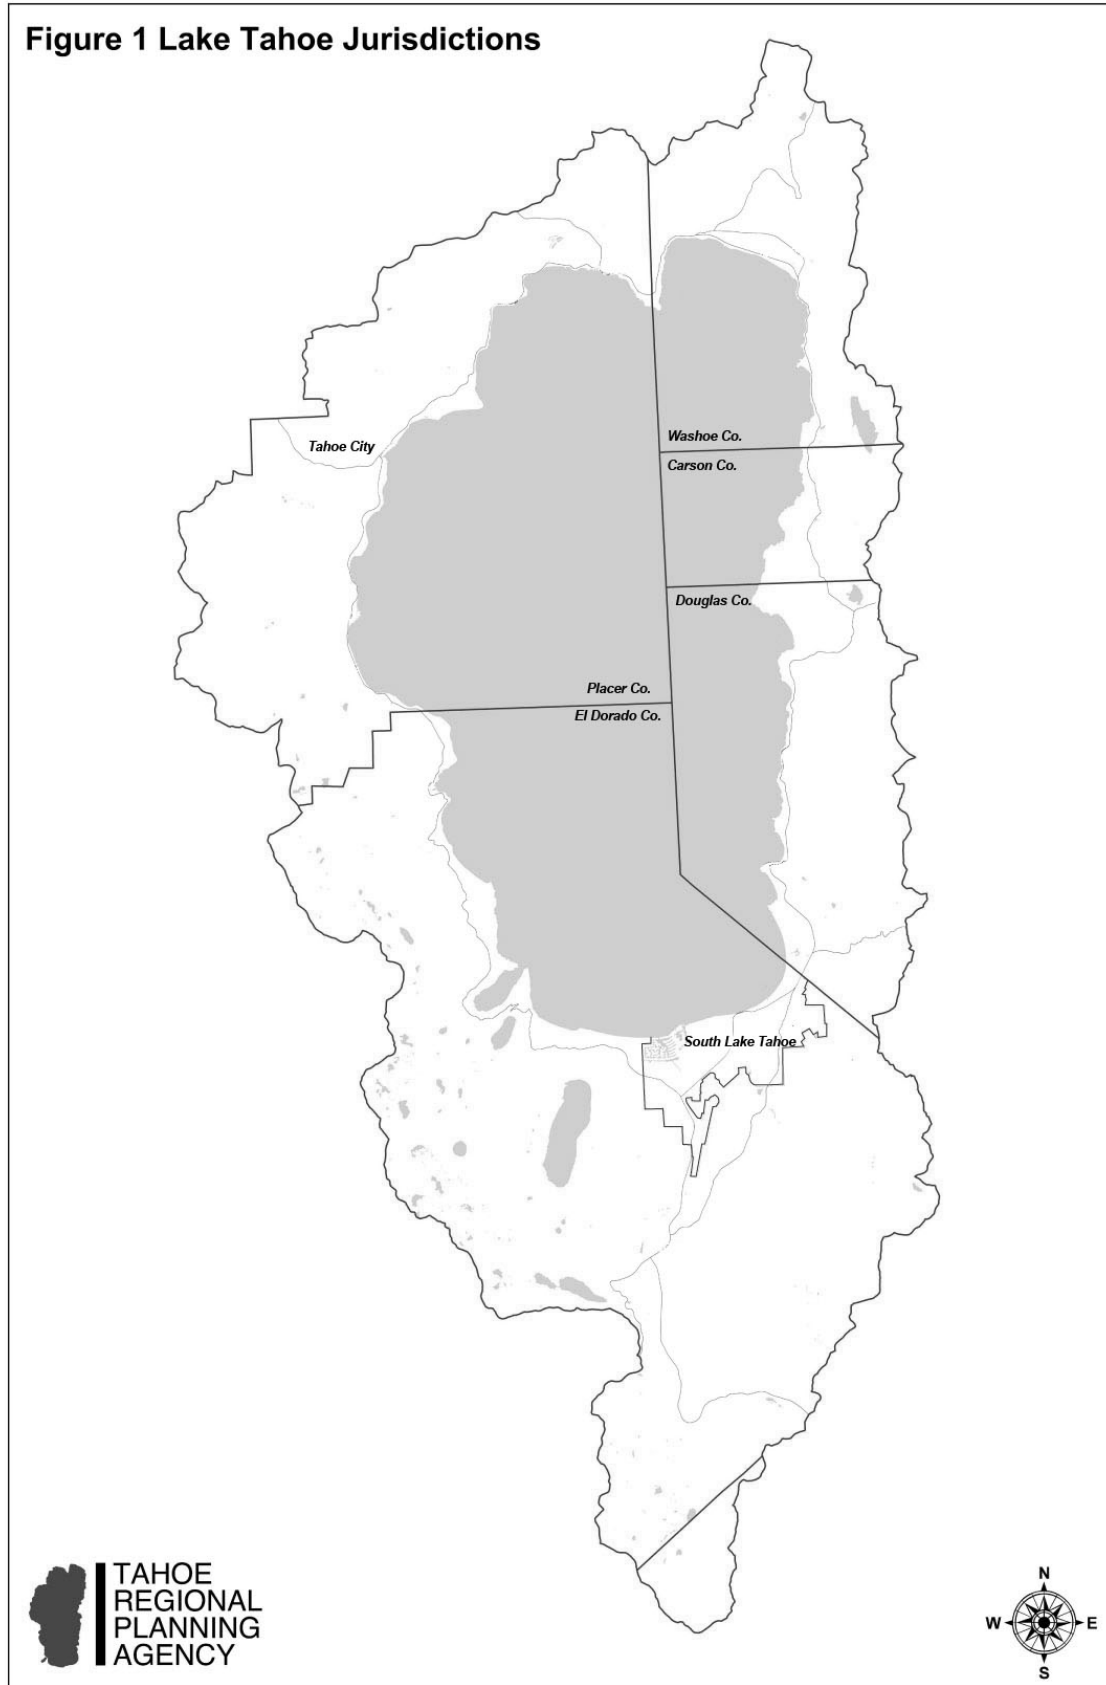 Figure 1 Lake Tahoe Jurisdictions
Tahoe City
Washoe Co.
Carson Co.
Douglas Co.
Placer Co.
El Dorado Co.
South Lake Tahoe
TAHOE
REGIONAL
PLANNING
AGENCY
N
W E
S